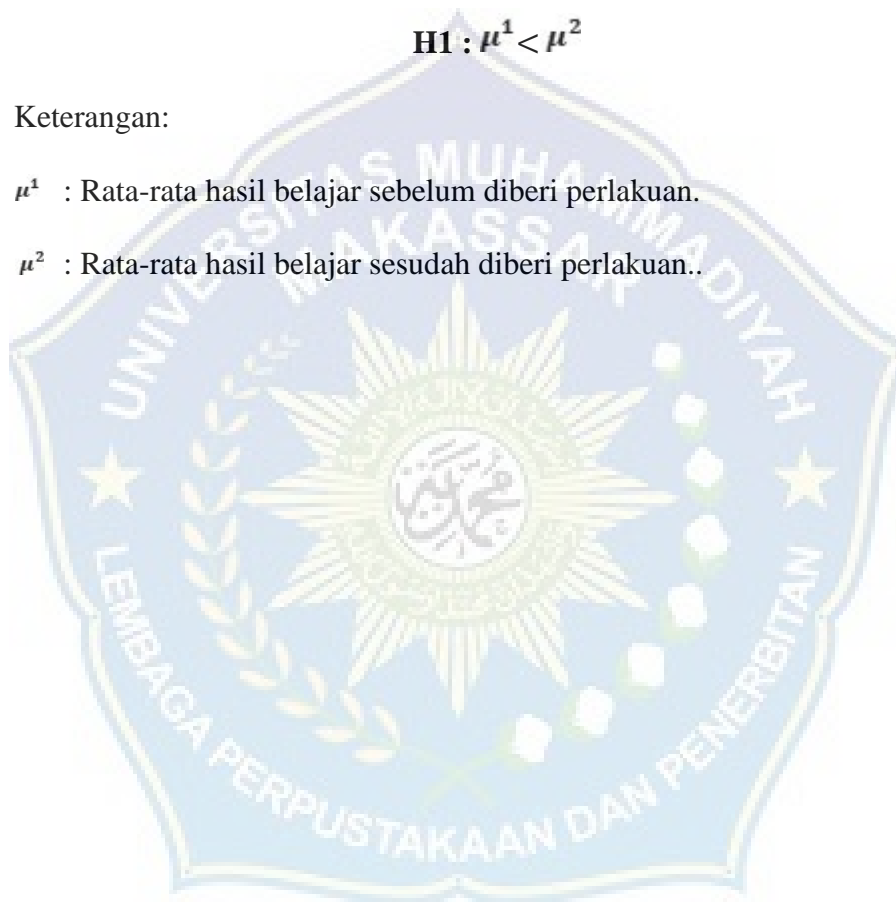 H1 : μ¹ < μ²
Keterangan:
μ¹ : Rata-rata hasil belajar sebelum diberi perlakuan.
μ² : Rata-rata hasil belajar sesudah diberi perlakuan..
UNIVERSITAS MUHAMMADIYAH
MAKASSAR
محمد
LEMBAGA PERPUSTAKAAN DAN PENERBITAN